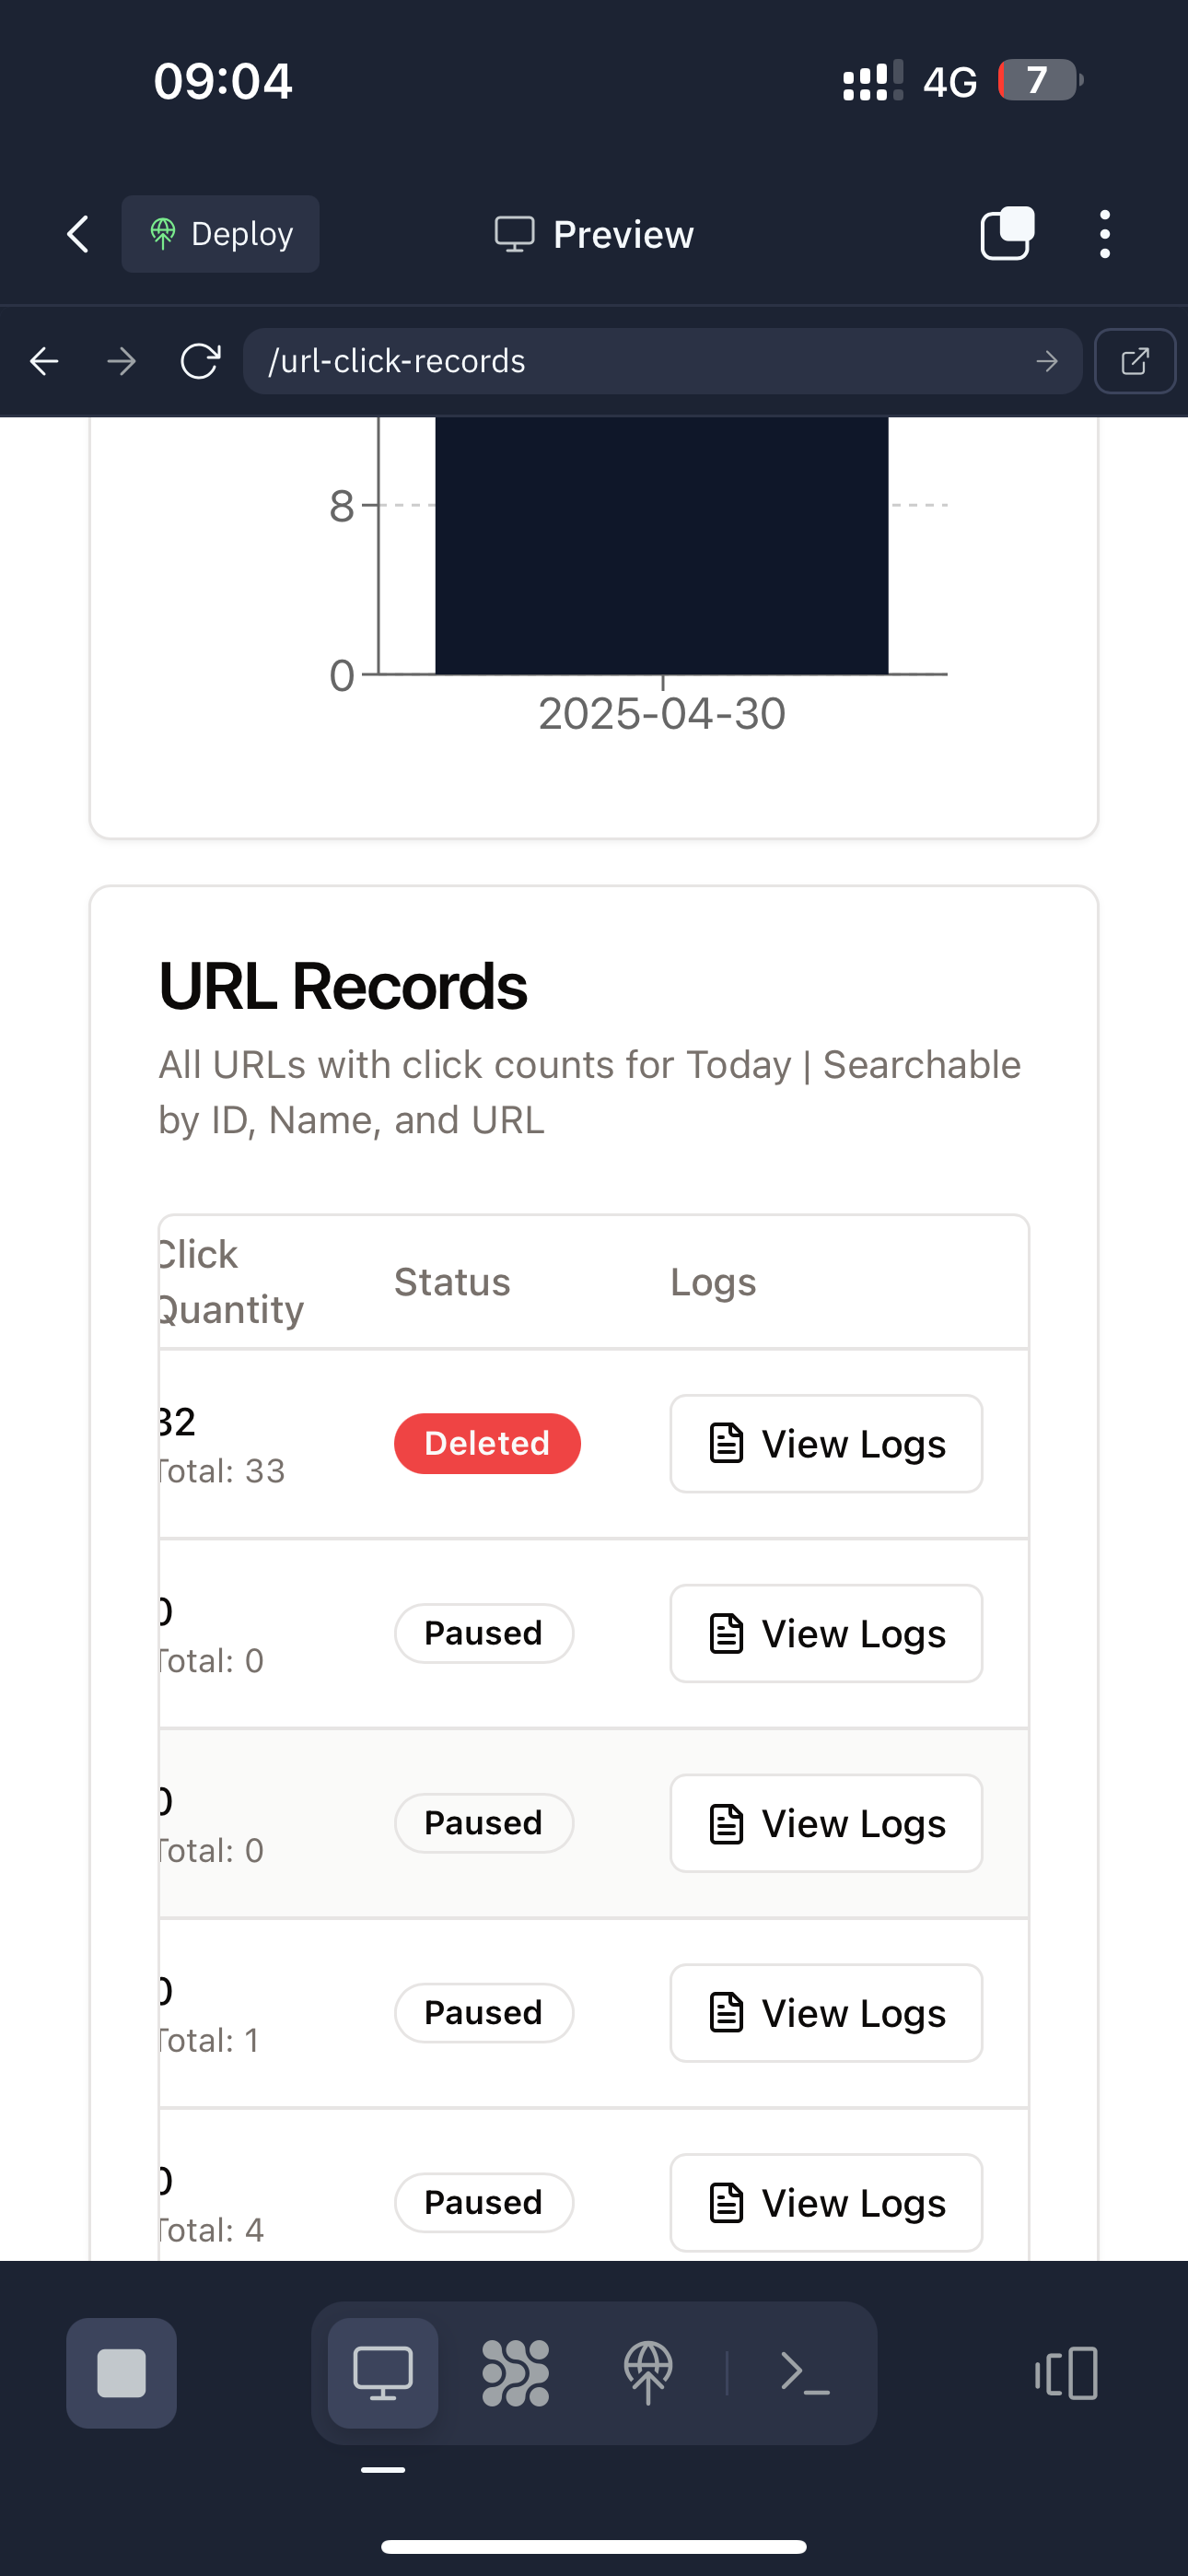 09:04
4G
7
Deploy
Preview
/url-click-records
8
0
2025-04-30
URL Records
All URLs with click counts for Today | Searchable
by ID, Name, and URL
Click
Quantity
Status
Logs
32
Total: 33
Deleted
View Logs
0
Total: 0
Paused
View Logs
0
Total: 0
Paused
View Logs
0
Total: 1
Paused
View Logs
0
Total: 4
Paused
View Logs